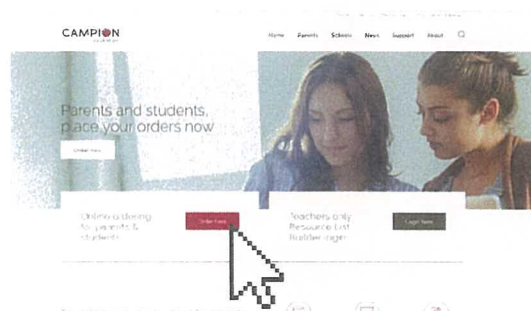 CAMPION
Home Parents Schools News Support About
Parents and students,
place your orders now
Order here
Online ordering
for parents &
students
Order here
Teachers only
Resource List
Builder login
Login here